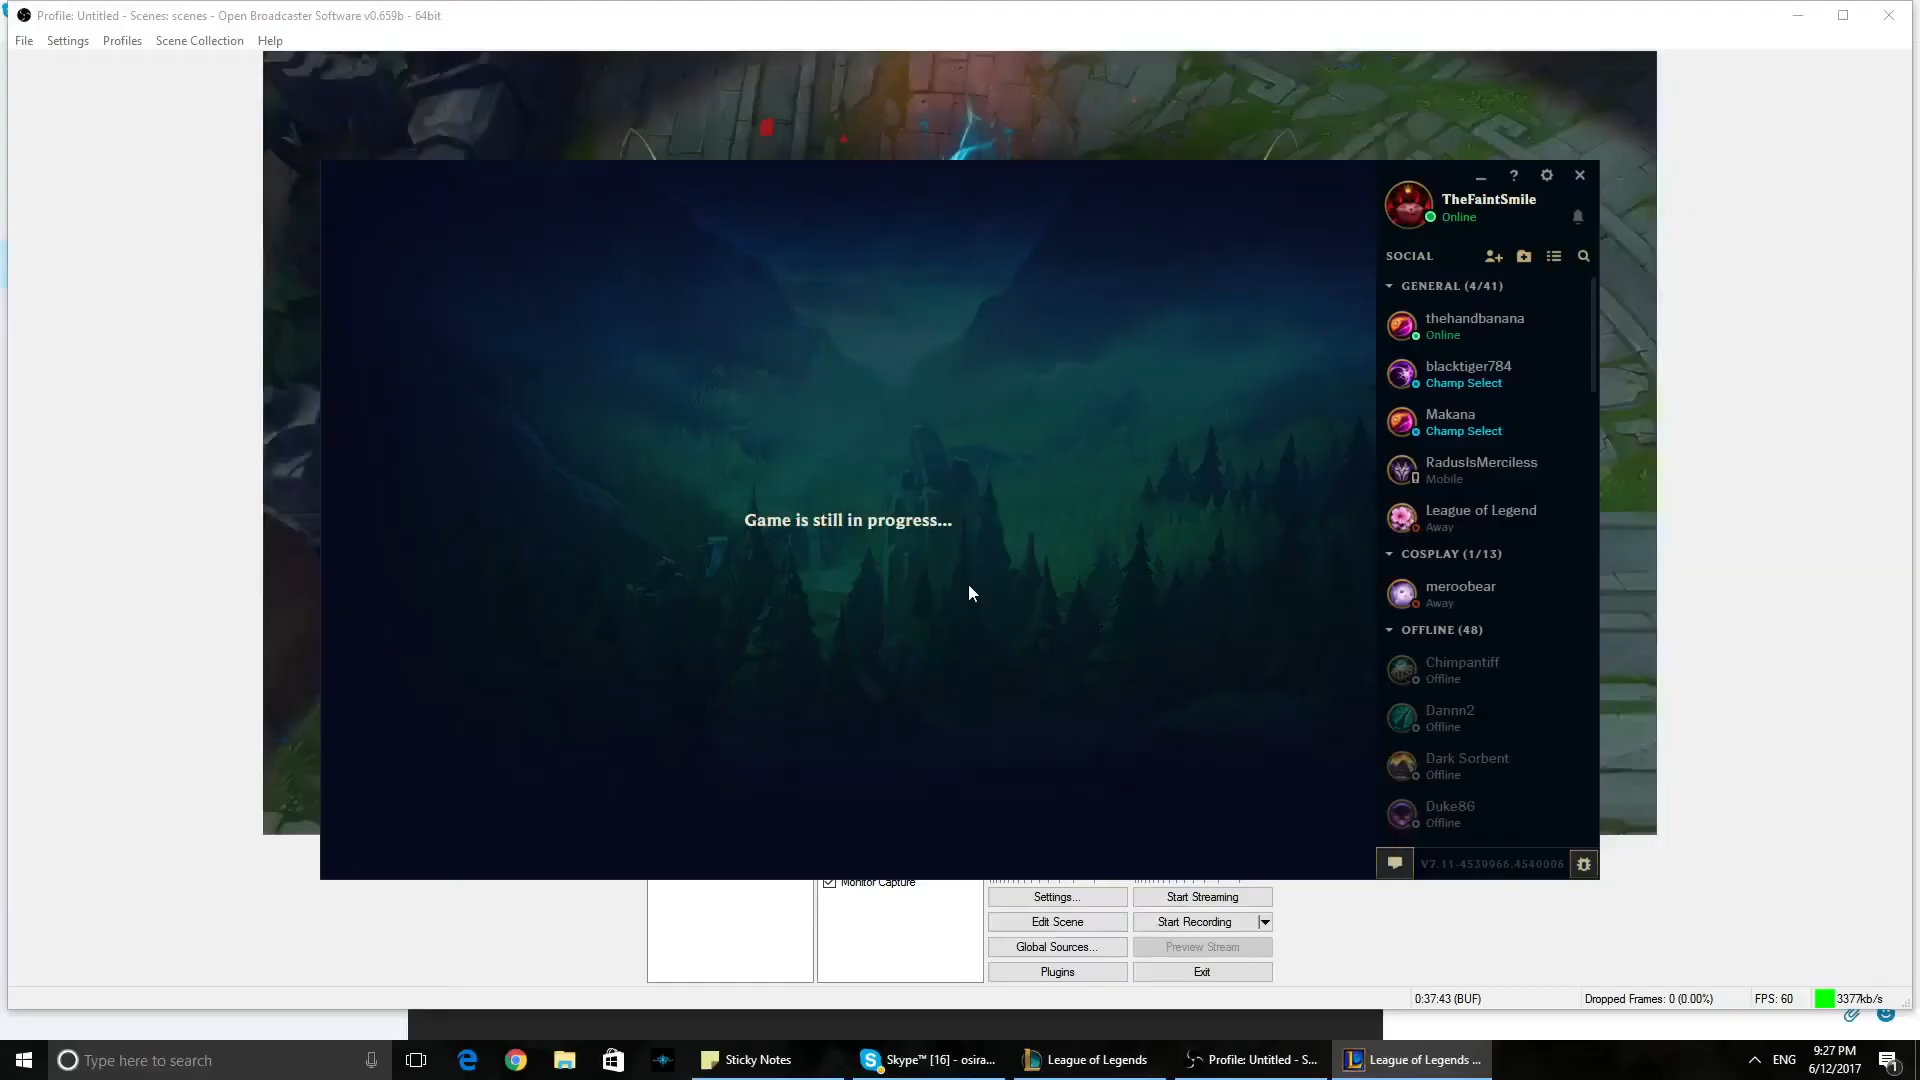 Profile: Untitled - Scenes: scenes - Open Broadcaster Software v0.659b - 64bit
File Settings Profiles Scene Collection Help
TheFaintSmile
Online
SOCIAL
GENERAL (4/41)
thehandbanana
Online
blacktiger784
Champ Select
Makana
Champ Select
RadusIsMerciless
Mobile
League of Legend
Away
COSPLAY (1/13)
meroobear
Away
OFFLINE (48)
Chimpantiff
Offline
Dannn2
Offline
Dark Sorbent
Offline
Duke86
Offline
V7.11-4539966.4540006
Game is still in progress...
Monitor Capture
Settings... Start Streaming
Edit Scene Start Recording
Global Sources... Preview Stream
Plugins Exit
0:37:43 (BUF) Dropped Frames: 0 (0.00%) FPS: 60 3377kb/s
Type here to search
Sticky Notes
Skype™ [16] - osira...
League of Legends
Profile: Untitled - S...
League of Legends ...
ENG
9:27 PM
6/12/2017
1